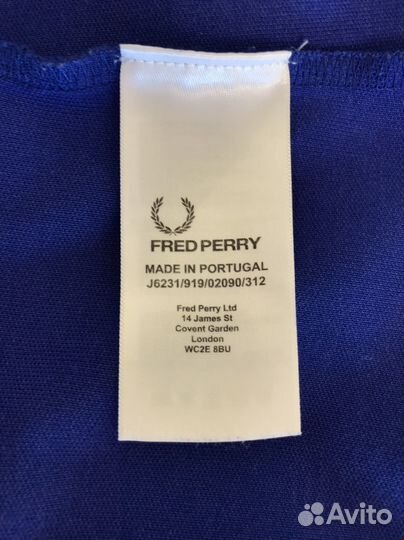 FRED PERRY
MADE IN PORTUGAL
J6231/919/02090/312
Fred Perry Ltd
14 James St
Covent Garden
London
WC2E 8BU
Avito